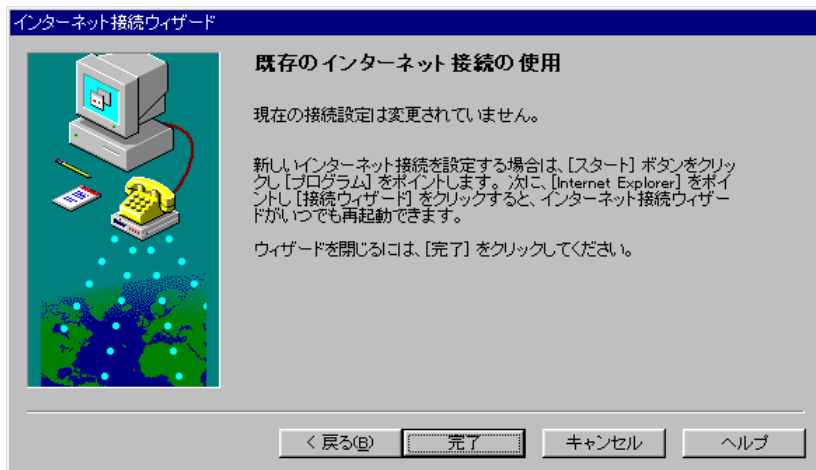 インターネット接続ウィザード
既存のインターネット接続の使用
現在の接続設定は変更されていません。
新しいインターネット接続を設定する場合は、[スタート] ボタンをクリッ
クし [プログラム] をポイントします。次に、[Internet Explorer] をポイ
ントし [接続ウィザード] をクリックすると、インターネット接続ウィザー
ドがいつでも再起動できます。
ウィザードを閉じるには、[完了] をクリックしてください。
< 戻る(B) 完了 キャンセル ヘルプ